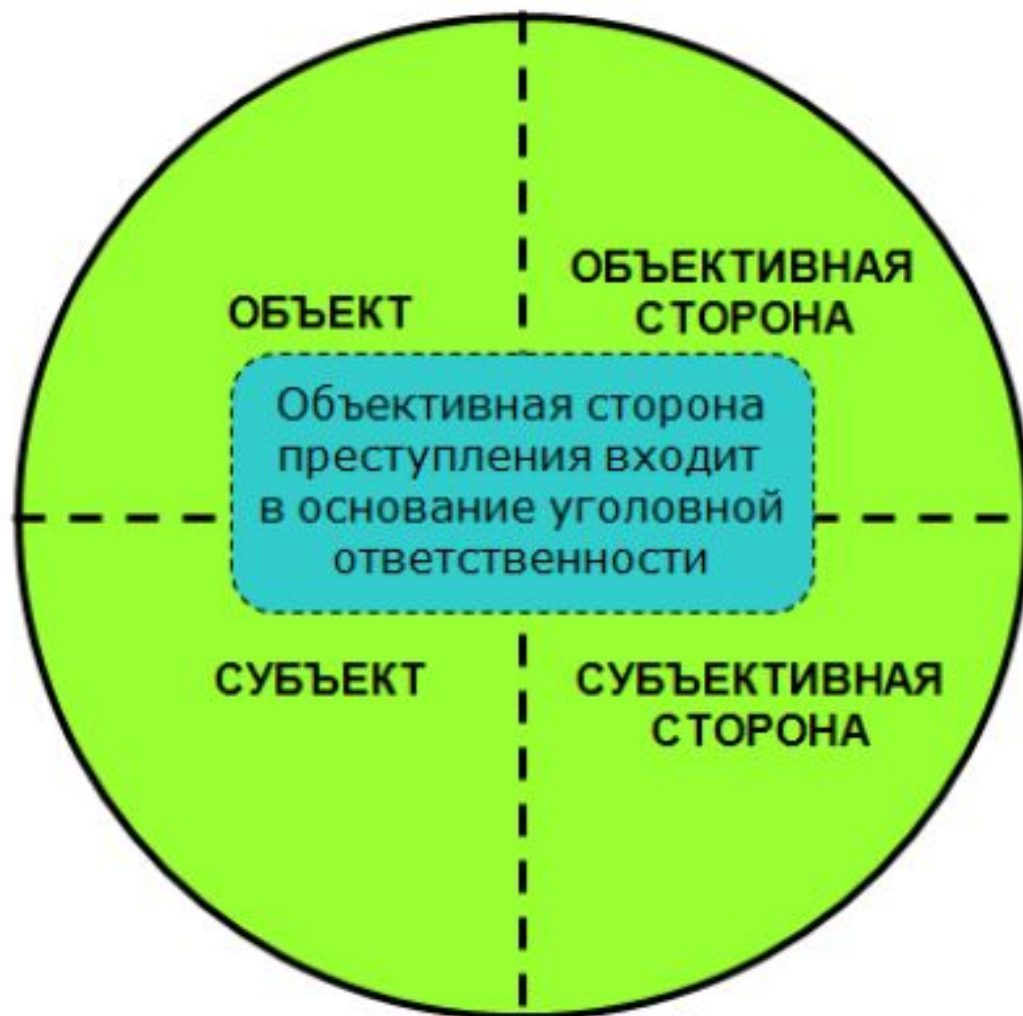 ОБЪЕКТ
ОБЪЕКТИВНАЯ
СТОРОНА
Объективная сторона
преступления входит
в основание уголовной
ответственности
СУБЪЕКТ
СУБЪЕКТИВНАЯ
СТОРОНА